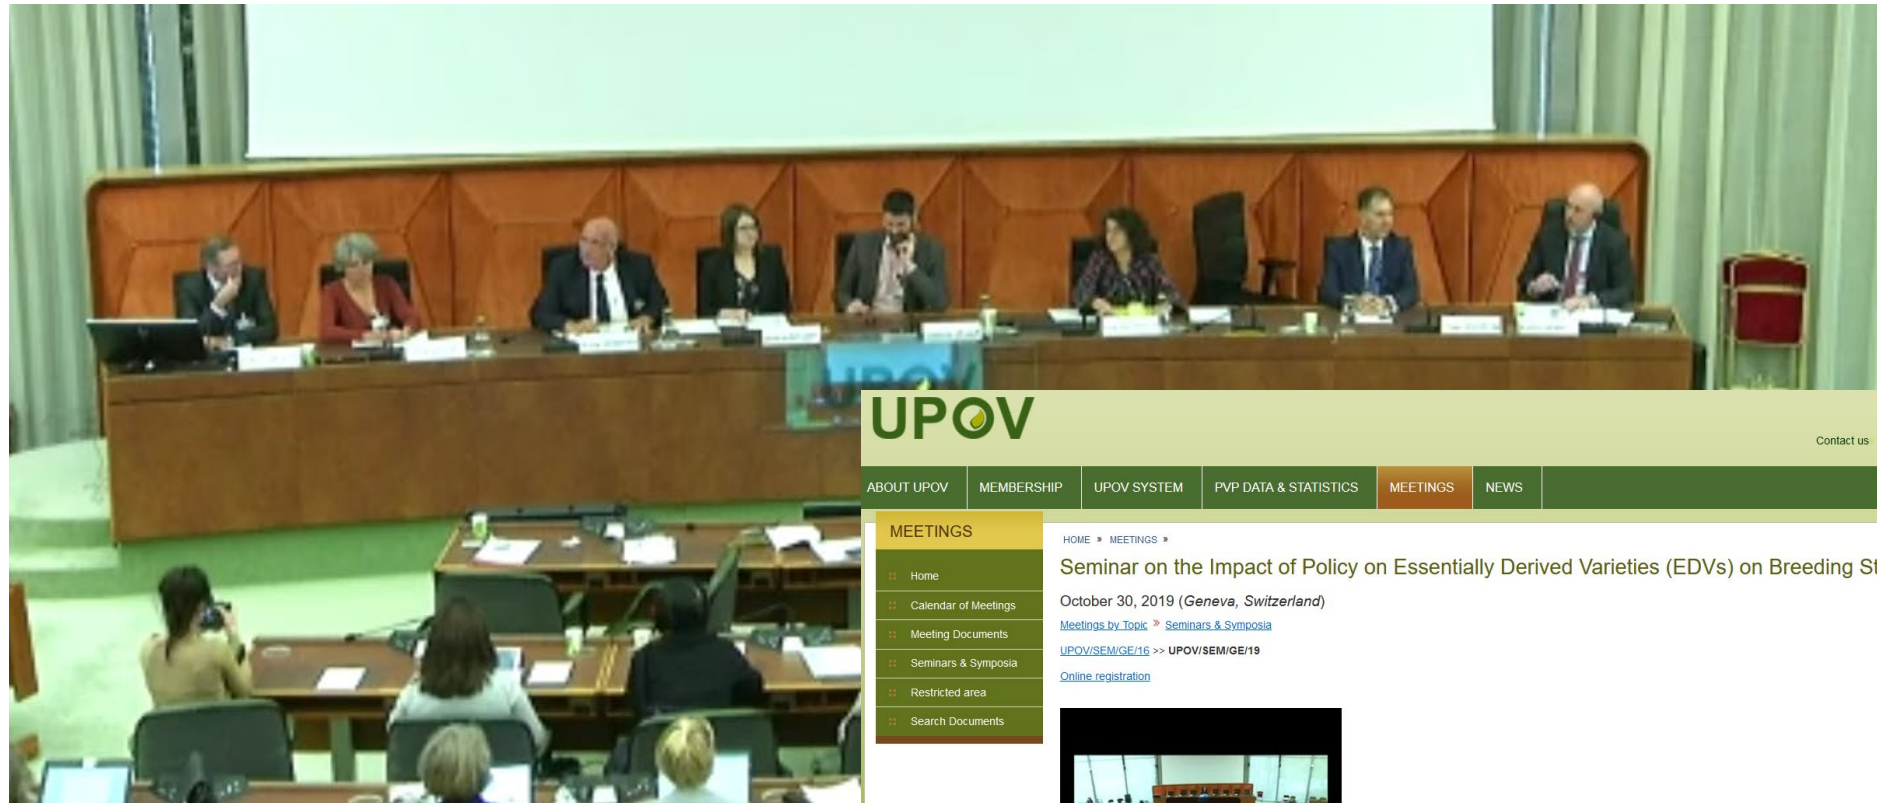 UPOV
UPOV
Contact us
ABOUT UPOV
MEMBERSHIP
UPOV SYSTEM
PVP DATA & STATISTICS
MEETINGS
NEWS
MEETINGS
Home
Calendar of Meetings
Meeting Documents
Seminars & Symposia
Restricted area
Search Documents
HOME » MEETINGS »
Seminar on the Impact of Policy on Essentially Derived Varieties (EDVs) on Breeding St
October 30, 2019 (Geneva, Switzerland)
Meetings by Topic » Seminars & Symposia
UPOV/SEM/GE/16 >> UPOV/SEM/GE/19
Online registration